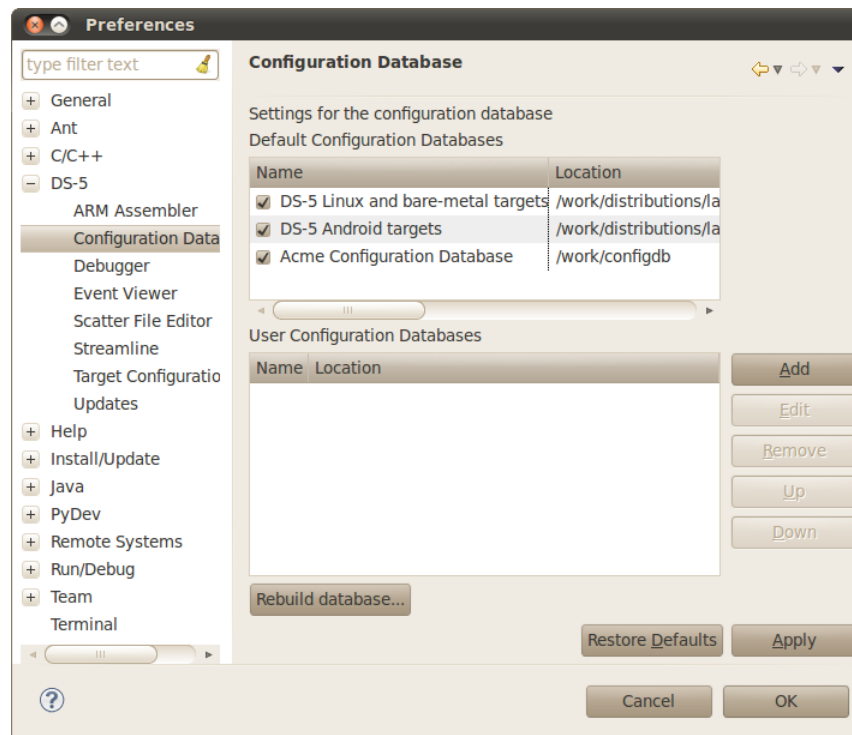 Preferences
type filter text
General
Ant
C/C++
DS-5
ARM Assembler
Configuration Data
Debugger
Event Viewer
Scatter File Editor
Streamline
Target Configuratio
Updates
Help
Install/Update
Java
PyDev
Remote Systems
Run/Debug
Team
Terminal
Configuration Database
Settings for the configuration database
Default Configuration Databases
Name Location
DS-5 Linux and bare-metal targets /work/distributions/la
DS-5 Android targets /work/distributions/la
Acme Configuration Database /work/configdb
User Configuration Databases
Name Location
Add
Edit
Remove
Up
Down
Rebuild database...
Restore Defaults Apply
Cancel OK